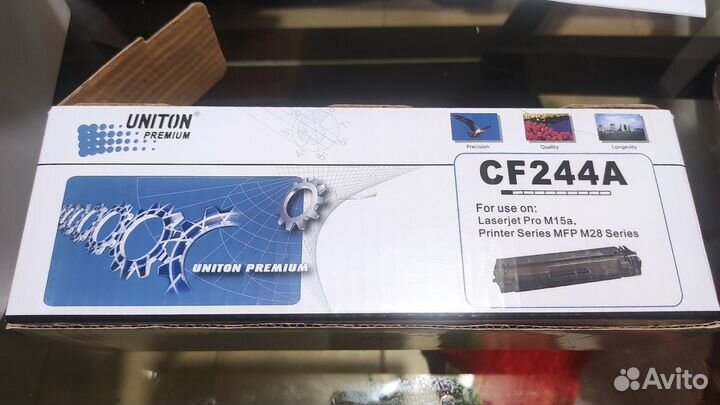 UNITON®
PREMIUM
Precision
Quality
Longevity
CF244A
For use on:
Laserjet Pro M15a,
Printer Series MFP M28 Series
UNITON PREMIUM
Avito